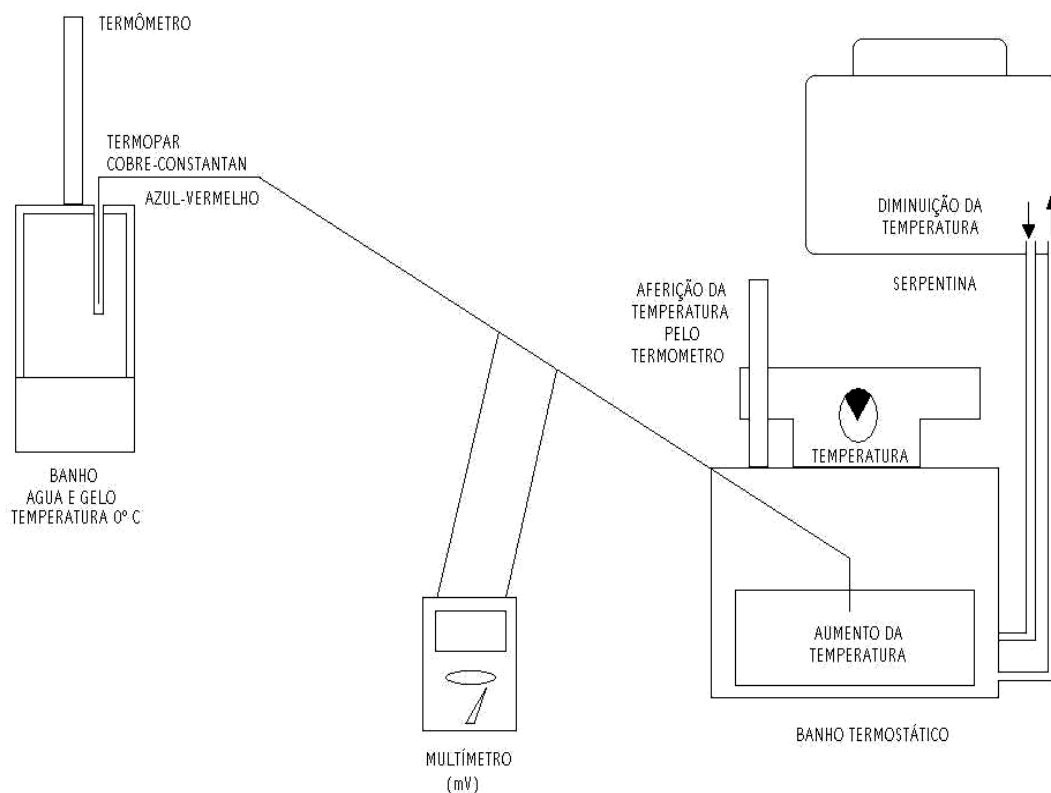 TERMÔMETRO
TERMOPAR
COBRE-CONSTANTAN
AZUL-VERMELHO
DIMINUIÇÃO DA
TEMPERATURA
SERPENTINA
AFERIÇÃO DA
TEMPERATURA
PELO
TERMOMETRO
TEMPERATURA
BANHO
AGUA E GELO
TEMPERATURA 0º C
AUMENTO DA
TEMPERATURA
BANHO TERMOSTÁTICO
MULTÍMETRO
(mV)